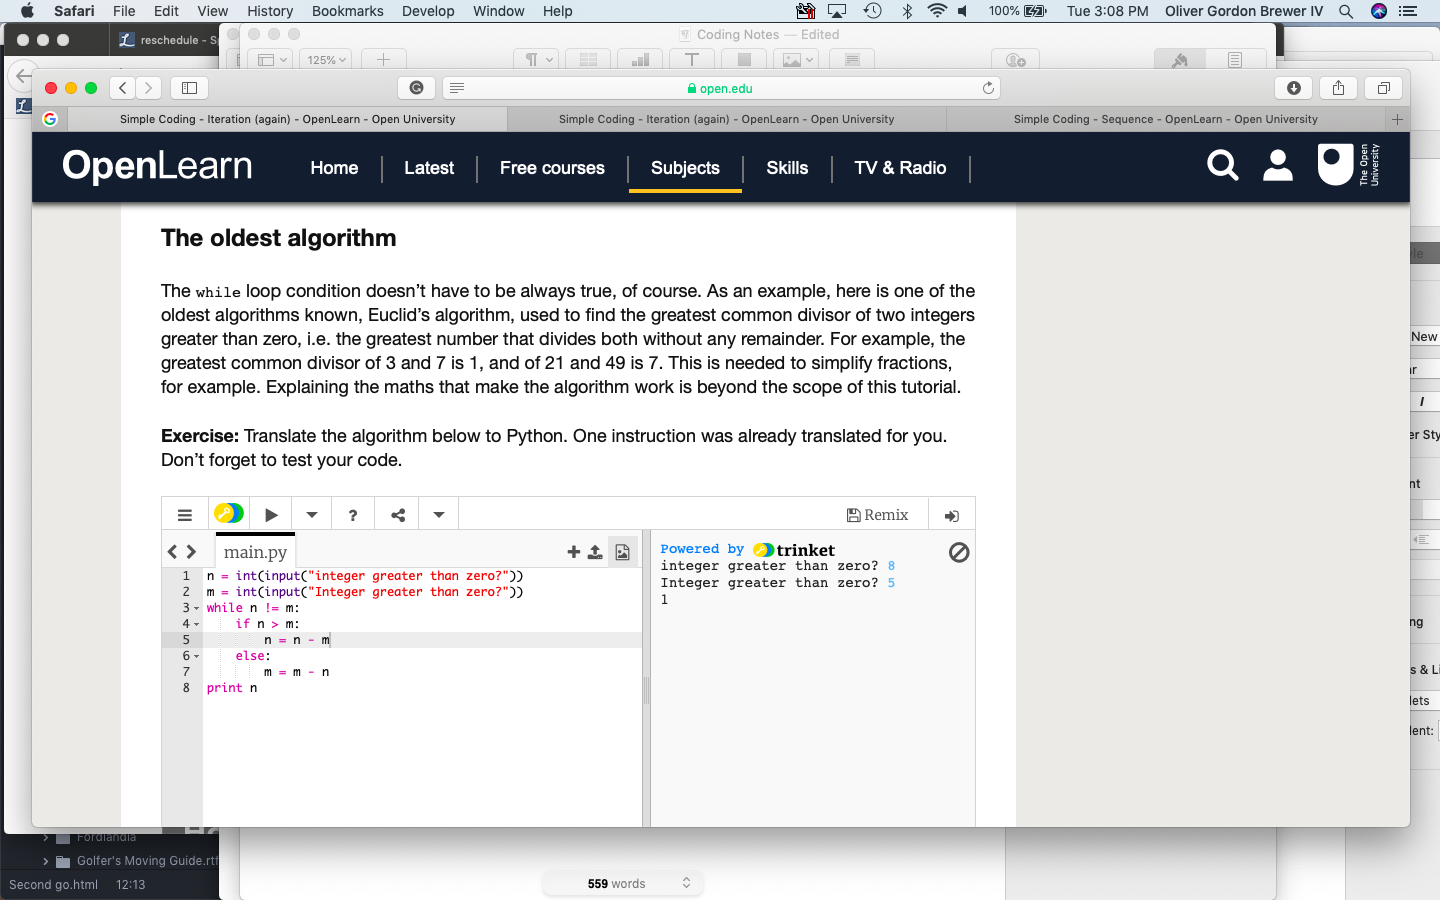 Safari File Edit View History Bookmarks Develop Window Help 100% Tue 3:08 PM Oliver Gordon Brewer IV
reschedule - Sp
Coding Notes — Edited
125%
open.edu
Simple Coding - Iteration (again) - OpenLearn - Open University
Simple Coding - Iteration (again) - OpenLearn - Open University
Simple Coding - Sequence - OpenLearn - Open University
OpenLearn Home Latest Free courses Subjects Skills TV & Radio
The Open
University
The oldest algorithm
The while loop condition doesn’t have to be always true, of course. As an example, here is one of the
oldest algorithms known, Euclid’s algorithm, used to find the greatest common divisor of two integers
greater than zero, i.e. the greatest number that divides both without any remainder. For example, the
greatest common divisor of 3 and 7 is 1, and of 21 and 49 is 7. This is needed to simplify fractions,
for example. Explaining the maths that make the algorithm work is beyond the scope of this tutorial.
Exercise: Translate the algorithm below to Python. One instruction was already translated for you.
Don’t forget to test your code.
? Remix
main.py
1 n = int(input("integer greater than zero?"))
2 m = int(input("Integer greater than zero?"))
3 while n != m:
4 if n > m:
5 n = n - m
6 else:
7 m = m - n
8 print n
Powered by trinket
integer greater than zero? 8
Integer greater than zero? 5
1
New
I
er Sty
nt
ng
s & Li
lets
lent:
Fordlandia
Golfer's Moving Guide.rtf
Second go.html 12:13
559 words